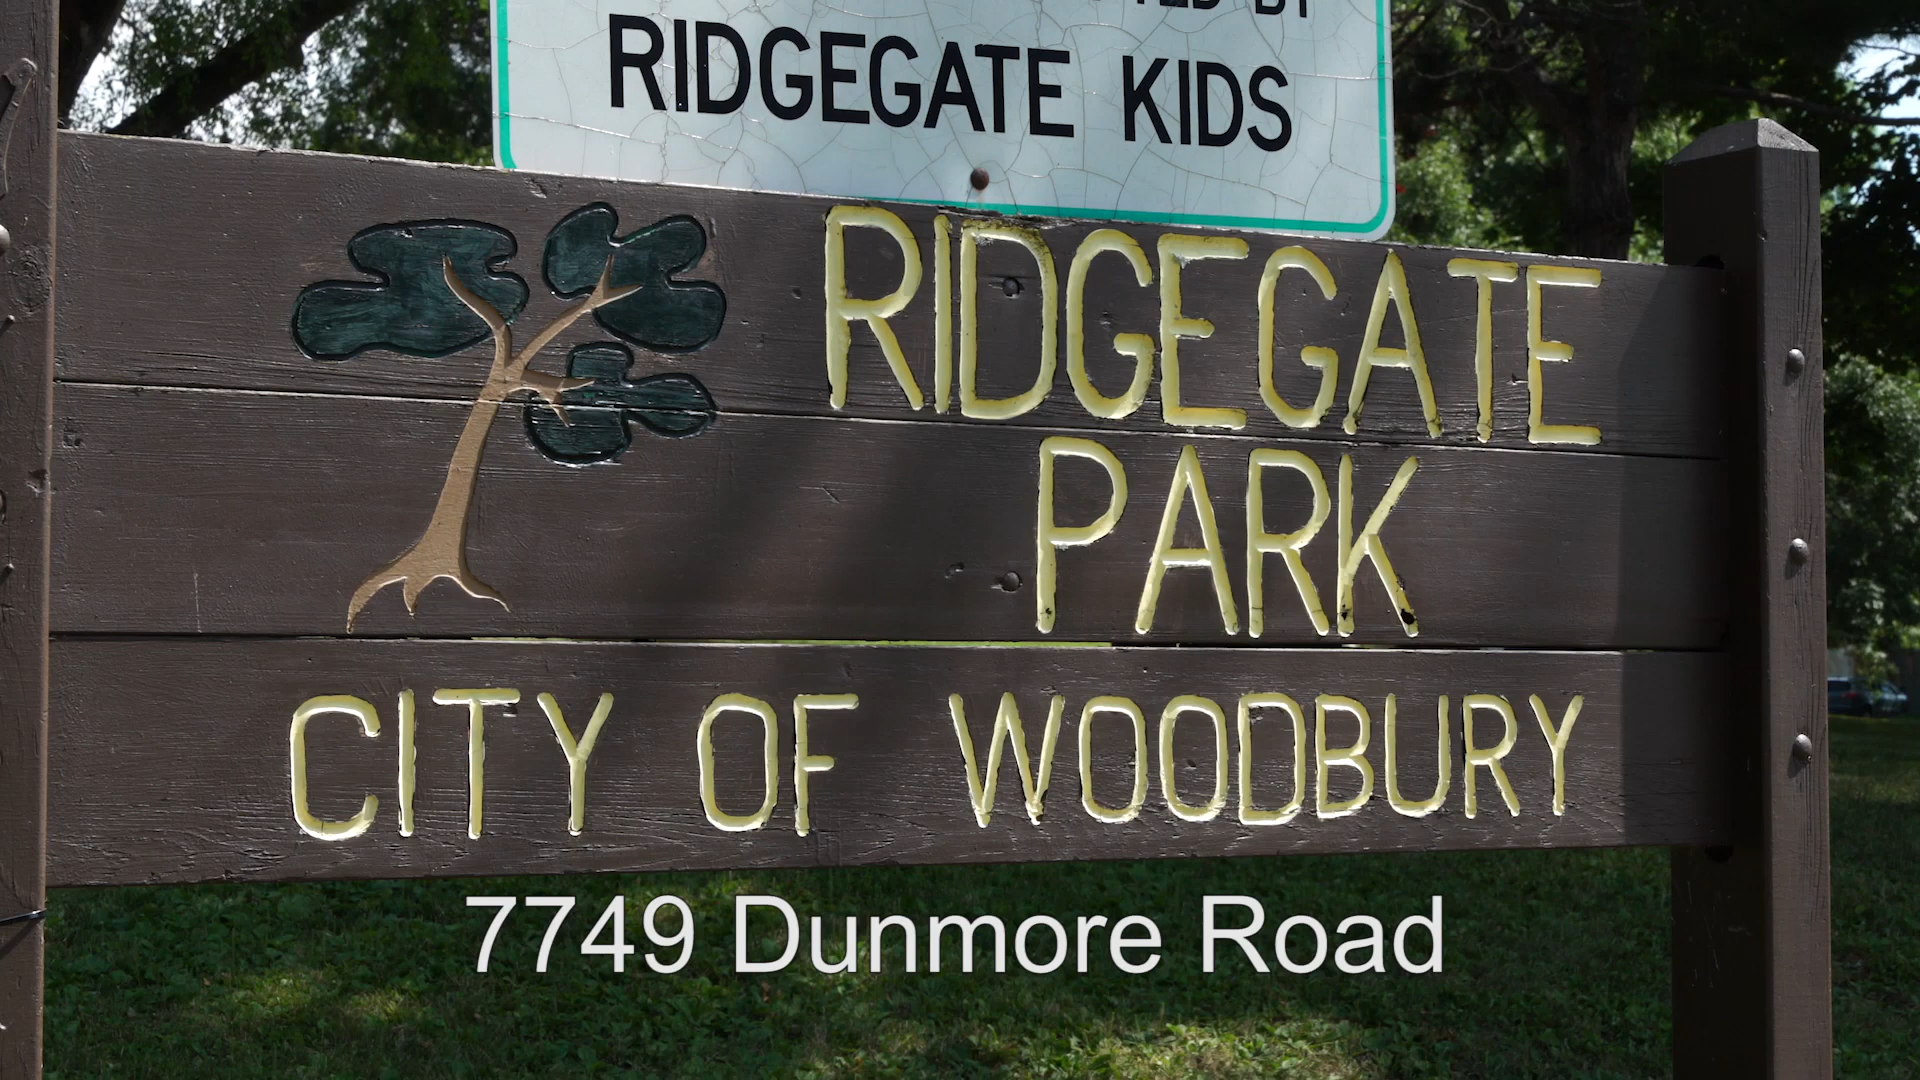 RIDGEGATE KIDS
RIDGEGATE
PARK
CITY OF WOODBURY
7749 Dunmore Road